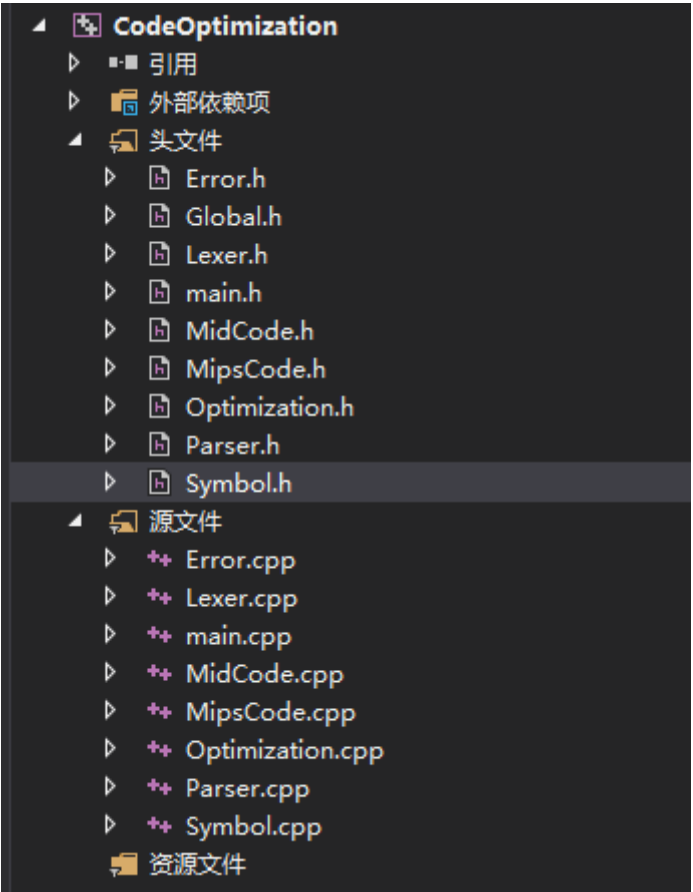 CodeOptimization
引用
外部依赖项
头文件
Error.h
Global.h
Lexer.h
main.h
MidCode.h
MipsCode.h
Optimization.h
Parser.h
Symbol.h
源文件
Error.cpp
Lexer.cpp
main.cpp
MidCode.cpp
MipsCode.cpp
Optimization.cpp
Parser.cpp
Symbol.cpp
资源文件